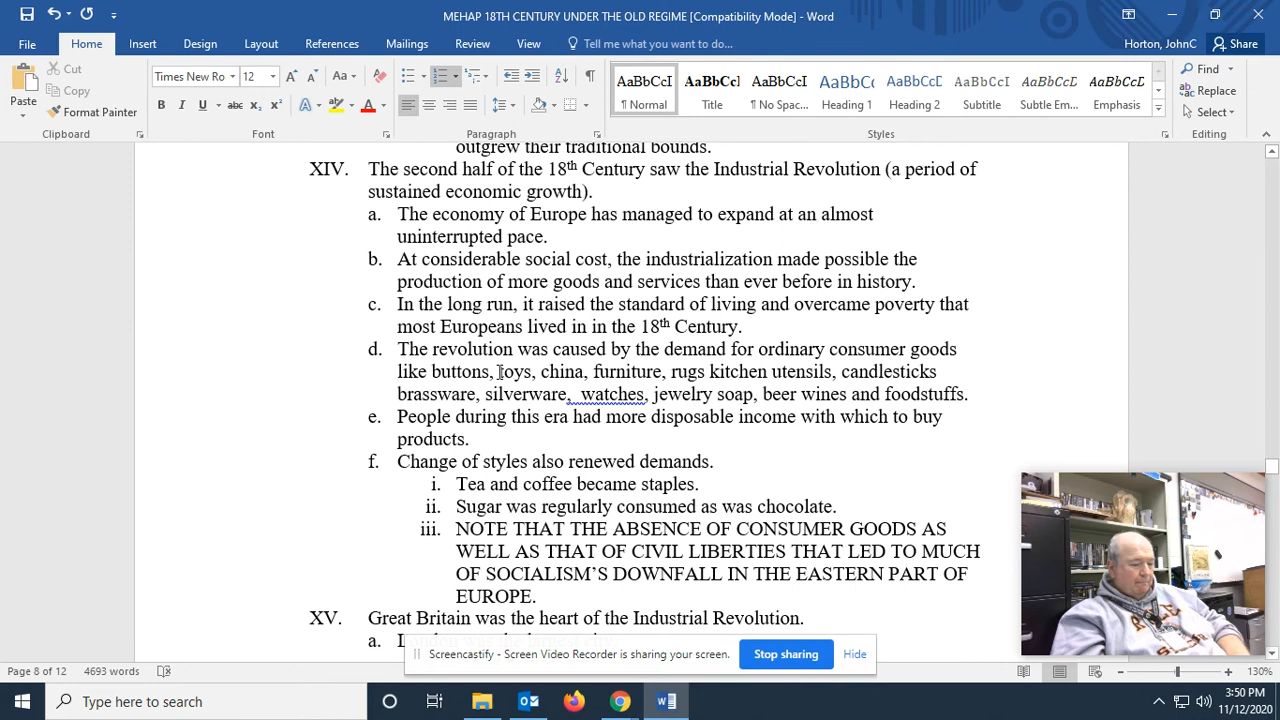 MEHAP 18TH CENTURY UNDER THE OLD REGIME [Compatibility Mode] - Word
File Home Insert Design Layout References Mailings Review View Tell me what you want to do... Horton, JohnC Share
Paste Cut Times New Ro 12 Aa AaBbCcI AaBbCcI AaBbCcI AaBbCcI AaBbCcI AaBbCcI AaBbCcI AaBbCcI Find
Copy B I U abc x₂ x² A A ¶ Normal Title ¶ No Spac... Heading 1 Heading 2 Subtitle Subtle Em... Emphasis Replace
Format Painter Select
Clipboard Font Paragraph Styles Editing
outgrew their traditional bounds.
XIV. The second half of the 18th Century saw the Industrial Revolution (a period of
sustained economic growth).
a. The economy of Europe has managed to expand at an almost
uninterrupted pace.
b. At considerable social cost, the industrialization made possible the
production of more goods and services than ever before in history.
c. In the long run, it raised the standard of living and overcame poverty that
most Europeans lived in in the 18th Century.
d. The revolution was caused by the demand for ordinary consumer goods
like buttons, toys, china, furniture, rugs kitchen utensils, candlesticks
brassware, silverware, watches, jewelry soap, beer wines and foodstuffs.
e. People during this era had more disposable income with which to buy
products.
f. Change of styles also renewed demands.
i. Tea and coffee became staples.
ii. Sugar was regularly consumed as was chocolate.
iii. NOTE THAT THE ABSENCE OF CONSUMER GOODS AS
WELL AS THAT OF CIVIL LIBERTIES THAT LED TO MUCH
OF SOCIALISM'S DOWNFALL IN THE EASTERN PART OF
EUROPE.
XV. Great Britain was the heart of the Industrial Revolution.
a.
Screencastify - Screen Video Recorder is sharing your screen. Stop sharing Hide
Page 8 of 12 4693 words 130%
Type here to search 3:50 PM
11/12/2020